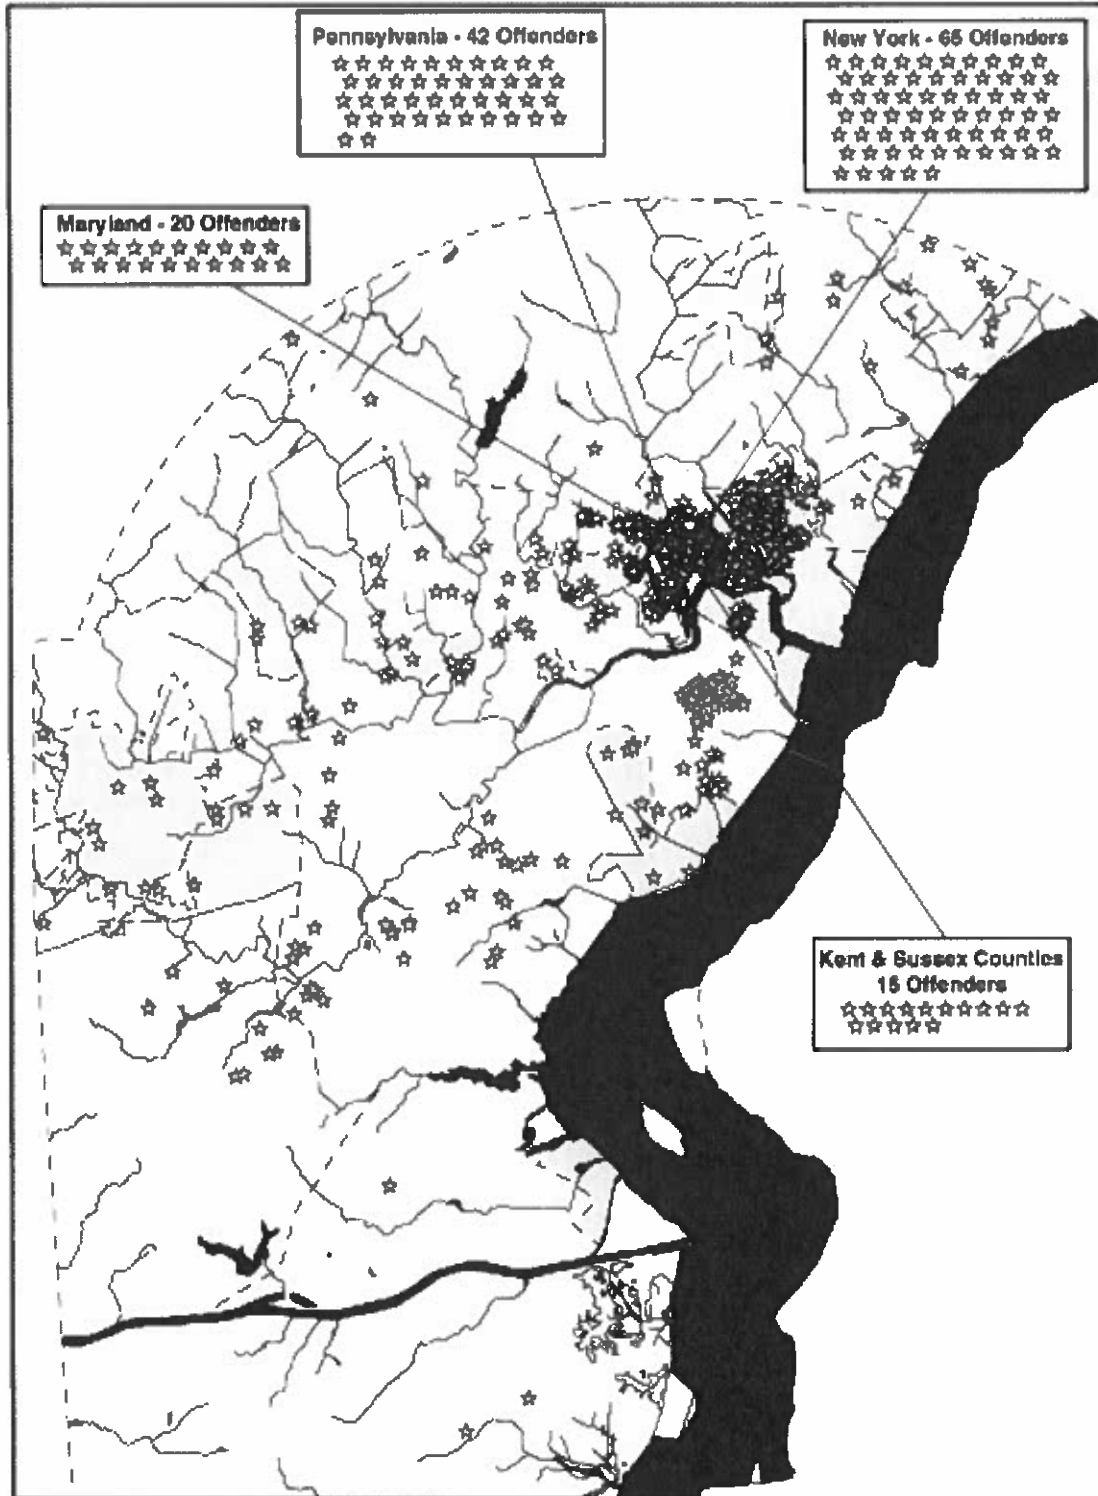 Pennsylvania - 42 Offenders
New York - 65 Offenders
Maryland - 20 Offenders
Kent & Sussex Counties
15 Offenders